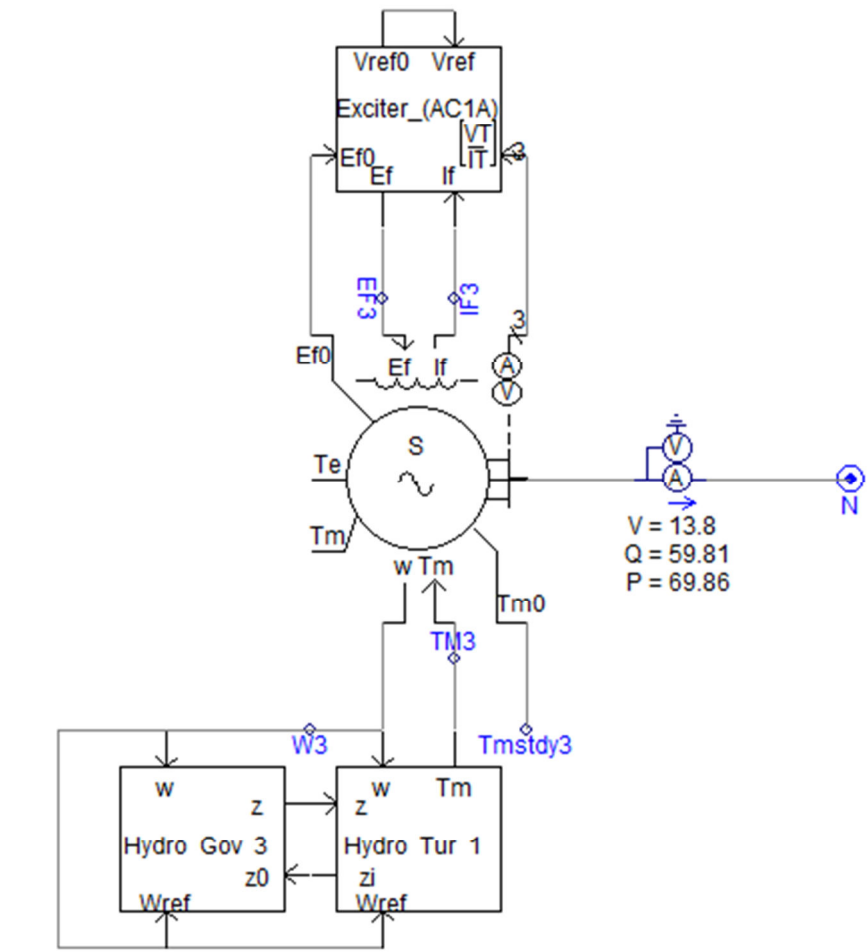 Vref0 Vref
Exciter_(AC1A)
VT
IT
3
Ef0
Ef If
EF3
IF3
3
Ef0
Ef If
A
V
S
Te
Tm
V
A
N
V = 13.8
Q = 59.81
P = 69.86
w Tm
Tm0
TM3
W3
Tmstdy3
w
w Tm
z
z
Hydro Gov 3
Hydro Tur 1
z0
zi
Wref
Wref